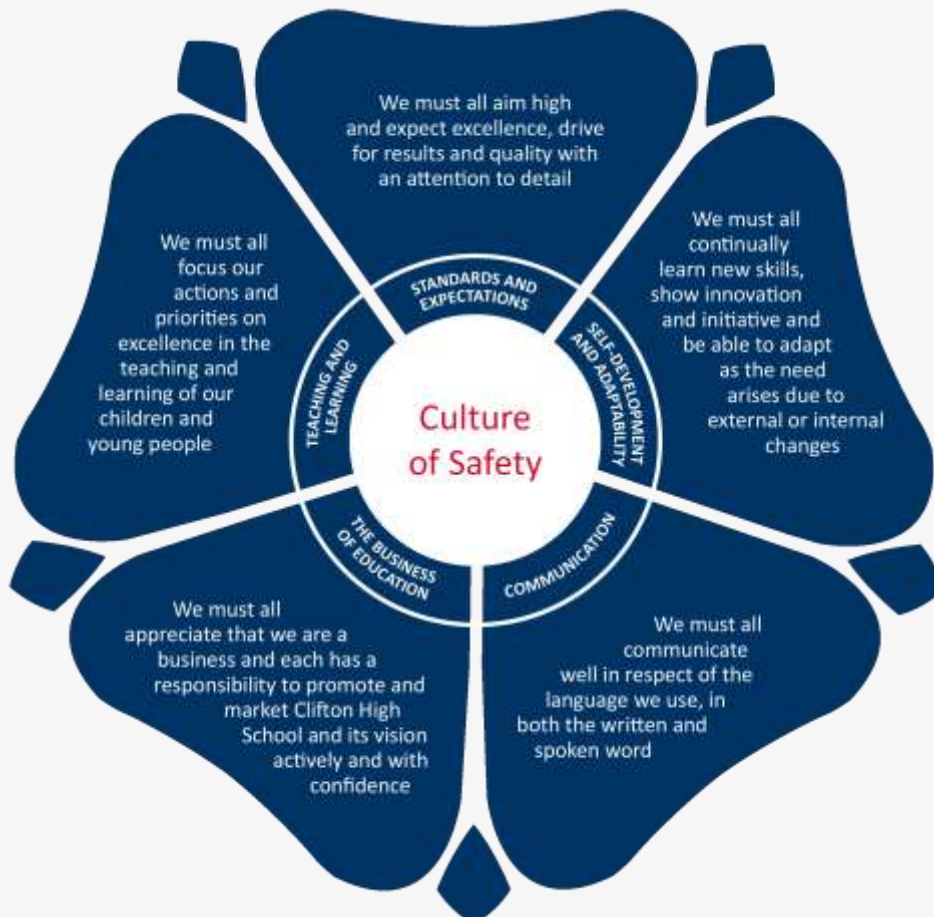 We must all aim high
and expect excellence, drive
for results and quality with
an attention to detail
STANDARDS AND
EXPECTATIONS
We must all
continually
learn new skills,
show innovation
and initiative and
be able to adapt
as the need
arises due to
external or internal
changes
SELF-DEVELOPMENT
AND ADAPTABILITY
We must all
communicate
well in respect of the
language we use, in
both the written and
spoken word
COMMUNICATION
We must all
appreciate that we are a
business and each has a
responsibility to promote and
market Clifton High
School and its vision
actively and with
confidence
THE BUSINESS
OF EDUCATION
We must all
focus our
actions and
priorities on
excellence in the
teaching and
learning of our
children and
young people
TEACHING AND
LEARNING
Culture
of Safety